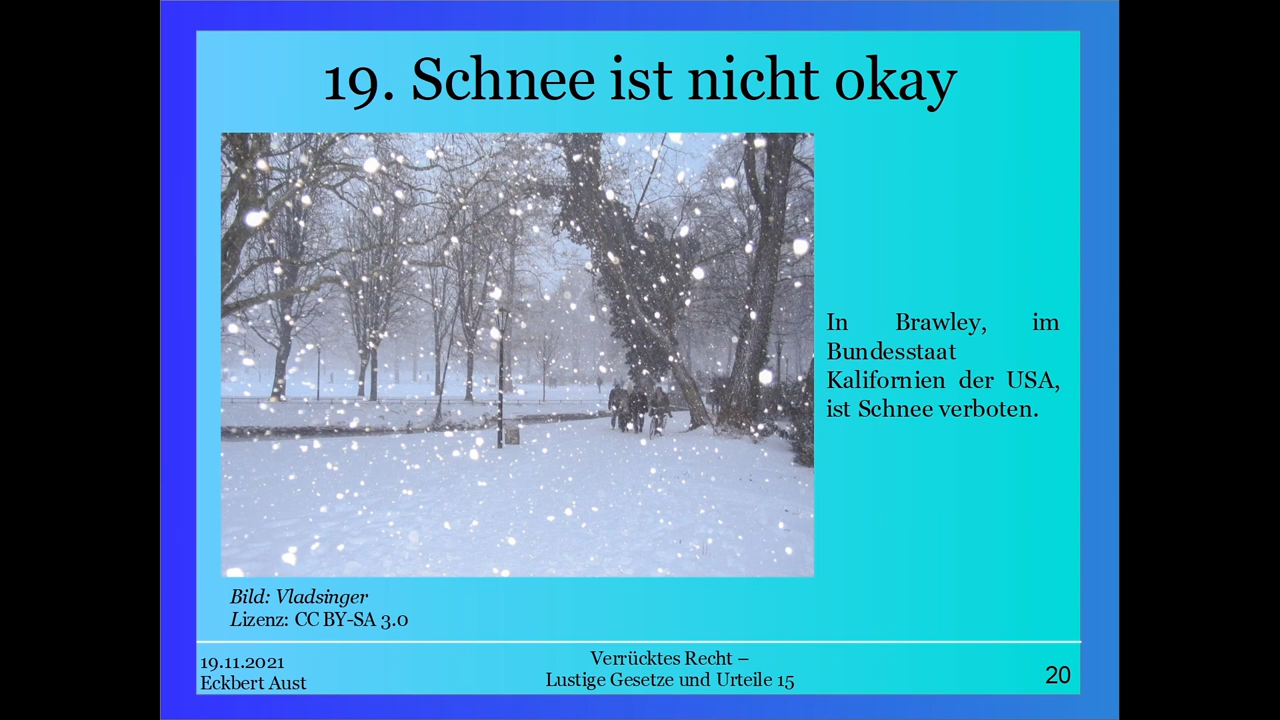 19. Schnee ist nicht okay
In Brawley, im
Bundesstaat
Kalifornien der USA,
ist Schnee verboten.
Bild: Vladsinger
Lizenz: CC BY-SA 3.0
19.11.2021
Eckbert Aust
Verrücktes Recht –
Lustige Gesetze und Urteile 15
20